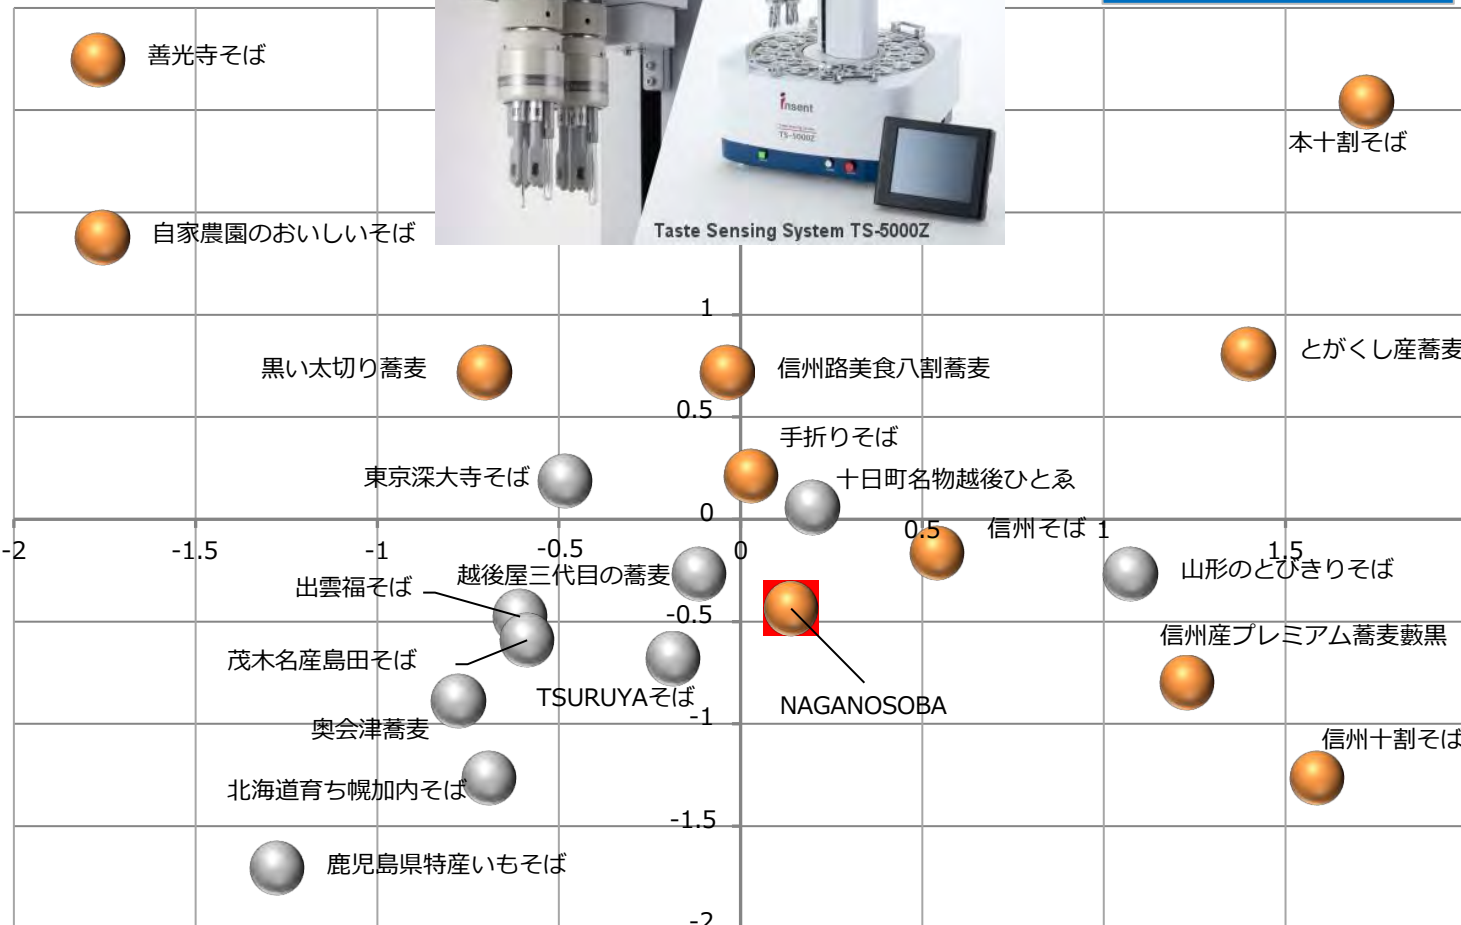 善光寺そば
insent
TS-5000Z
本十割そば
自家農園のおいしいそば
Taste Sensing System TS-5000Z
1
とがくし産蕎麦
黒い太切り蕎麦
信州路美食八割蕎麦
0.5
手折りそば
東京深大寺そば
十日町名物越後ひとゑ
0
信州そば
-2
-1.5
-1
-0.5
0
0.5
1
1.5
越後屋三代目の蕎麦
山形のとびきりそば
出雲福そば
-0.5
信州産プレミアム蕎麦藪黒
茂木名産島田そば
TSURUYAそば
NAGANOSOBA
-1
奥会津蕎麦
信州十割そば
北海道育ち幌加内そば
-1.5
鹿児島県特産いもそば
-2